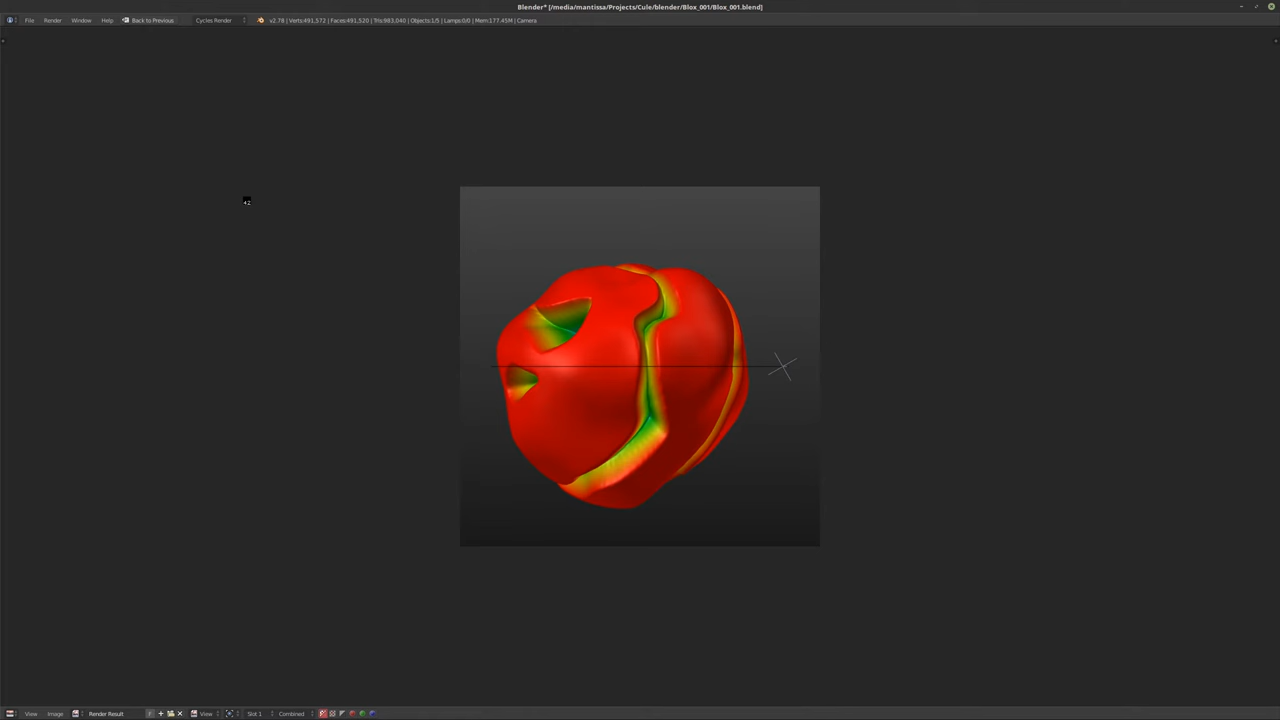 Blender* [/media/mantissa/Projects/Cule/blender/Blox_001/Blox_001.blend]
File Render Window Help Back to Previous Cycles Render v2.78 | Verts:491,572 | Faces:491,520 | Tris:983,040 | Objects:1/5 | Lamps:0/0 | Mem:177.45M | Camera
42
View Image Render Result F View Slot 1 Combined